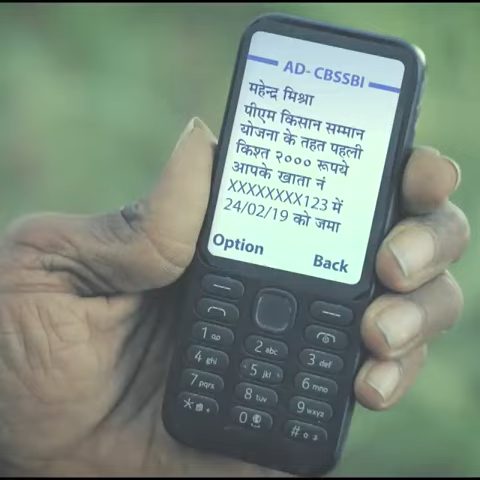 AD- CBSSBI
महेन्द्र मिश्रा
पीएम किसान सम्मान
योजना के तहत पहली
किश्त २००० रूपये
आपके खाता नं
XXXXXXXX123 में
24/02/19 को जमा
Option Back
1
2 abc
3 def
4 ghi
5 jkl
6 mno
7 pqrs
8 tuv
9 wxyz
*
0
#